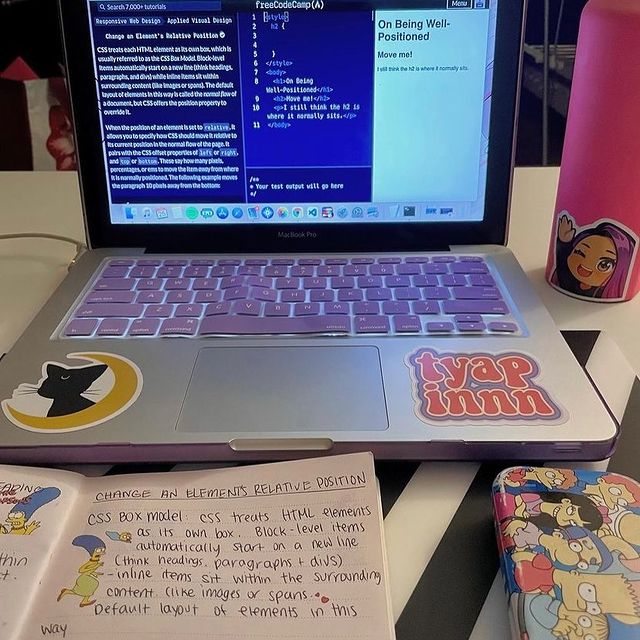 Search 7,000+ tutorials
freeCodeCamp(🔥)
Menu
Responsive Web Design Applied Visual Design
Change an Element's Relative Position
CSS treats each HTML element as its own box, which is
usually referred to as the CSS Box Model. Block-level
items automatically start on a new line (think headings,
paragraphs, and divs) while inline items sit within
surrounding content (like images or spans). The default
layout of elements in this way is called the normal flow of
a document, but CSS offers the position property to
override it.
When the position of an element is set to relative, it
allows you to specify how CSS should move it relative to
its current position in the normal flow of the page. It
pairs with the CSS offset properties of left or right,
and top or bottom. These say how many pixels,
percentages, or ems to move the item away from where
it is normally positioned. The following example moves
the paragraph 10 pixels away from the bottom:
1 <style>
2 h2 {
3
4
5 }
6 </style>
7 <body>
8 <h1>On Being
Well-Positioned</h1>
9 <h2>Move me!</h2>
10 <p>I still think the h2 is
where it normally sits.</p>
11 </body>
/**
* Your test output will go here
*/
On Being Well-
Positioned
Move me!
I still think the h2 is where it normally sits.
MacBook Pro
tyap
innn
CHANGE AN ELEMENT'S RELATIVE POSITION
CSS BOX MODEL: CSS treats HTML elements
as its own box. Block-level items
automatically start on a new line
(think headings, paragraphs + divs)
--inline items sit within the surrounding
content (like images or spans.
Default layout of elements in this
way